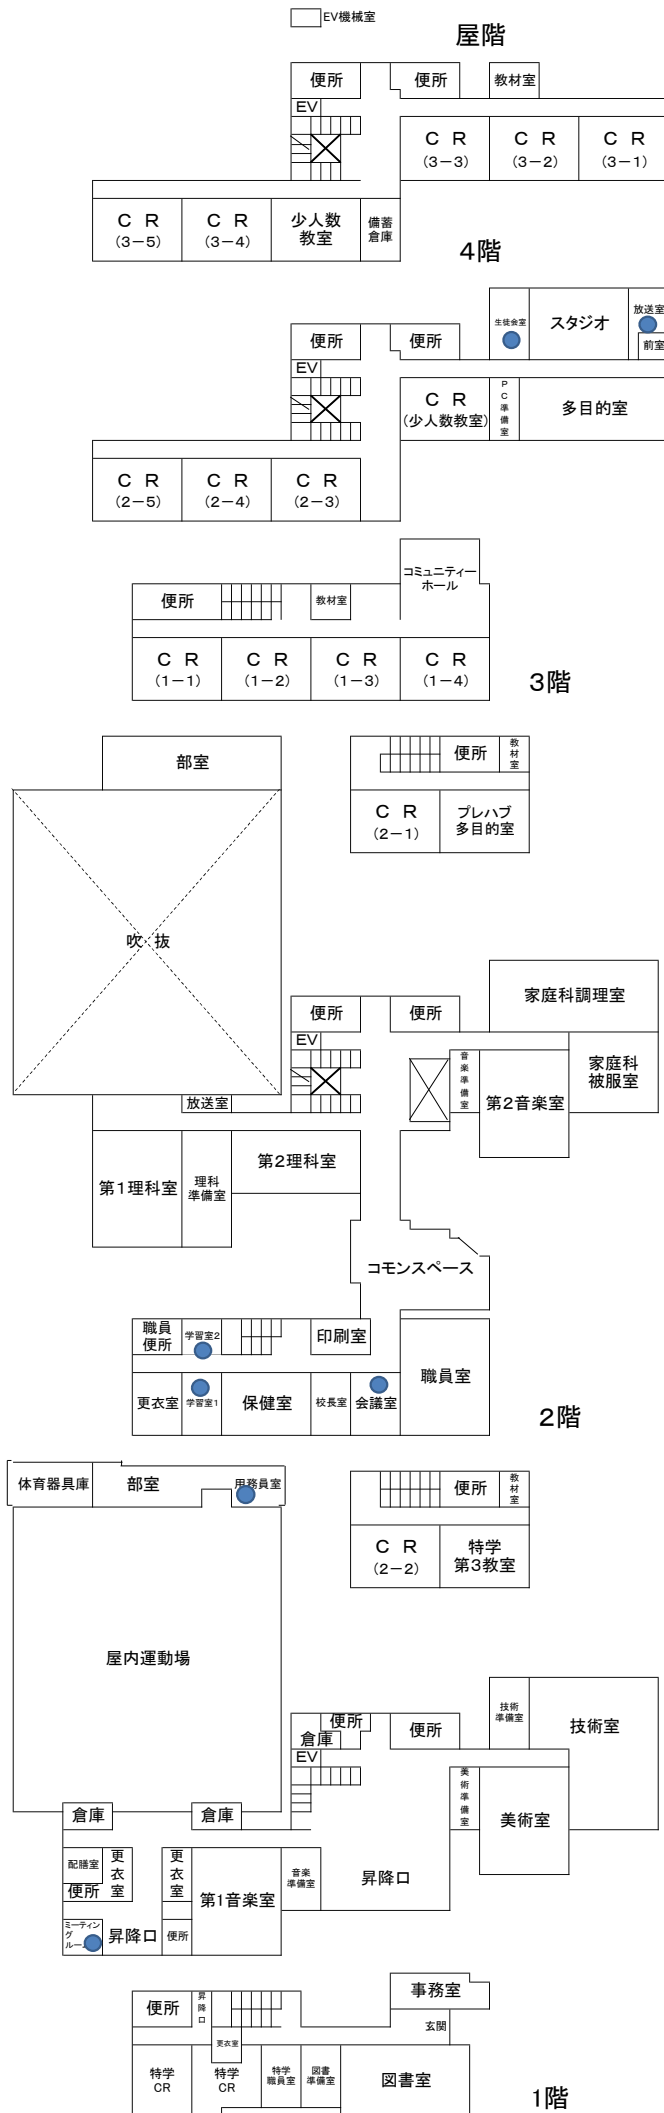 EV機械室
屋階
便所
便所
教材室
EV
ＣＲ
(3－3)
ＣＲ
(3－2)
ＣＲ
(3－1)
ＣＲ
(3－5)
ＣＲ
(3－4)
少人数
教室
備蓄
倉庫
4階
生徒会室
スタジオ
放送室
前室
便所
便所
EV
ＣＲ
(少人数教室)
PC準備室
多目的室
ＣＲ
(2－5)
ＣＲ
(2－4)
ＣＲ
(2－3)
コミュニティー
ホール
便所
教材室
ＣＲ
(1－1)
ＣＲ
(1－2)
ＣＲ
(1－3)
ＣＲ
(1－4)
3階
部室
便所
教材室
ＣＲ
(2－1)
プレハブ
多目的室
吹抜
家庭科調理室
便所
便所
EV
音楽準備室
第2音楽室
家庭科
被服室
放送室
第1理科室
理科
準備室
第2理科室
コモンスペース
職員
便所
学習室2
印刷室
職員室
更衣室
学習室1
保健室
校長室
会議室
2階
体育器具庫
部室
用務員室
便所
教材室
ＣＲ
(2－2)
特学
第3教室
屋内運動場
技術
準備室
技術室
便所
倉庫
便所
EV
美術準備室
美術室
倉庫
倉庫
配膳室
更衣室
便所
更衣室
第1音楽室
音楽
準備室
昇降口
ミーティン
グ
ルーム
昇降口
便所
事務室
便所
昇降口
玄関
更衣室
特学
CR
特学
CR
特学
職員室
図書
準備室
図書室
1階